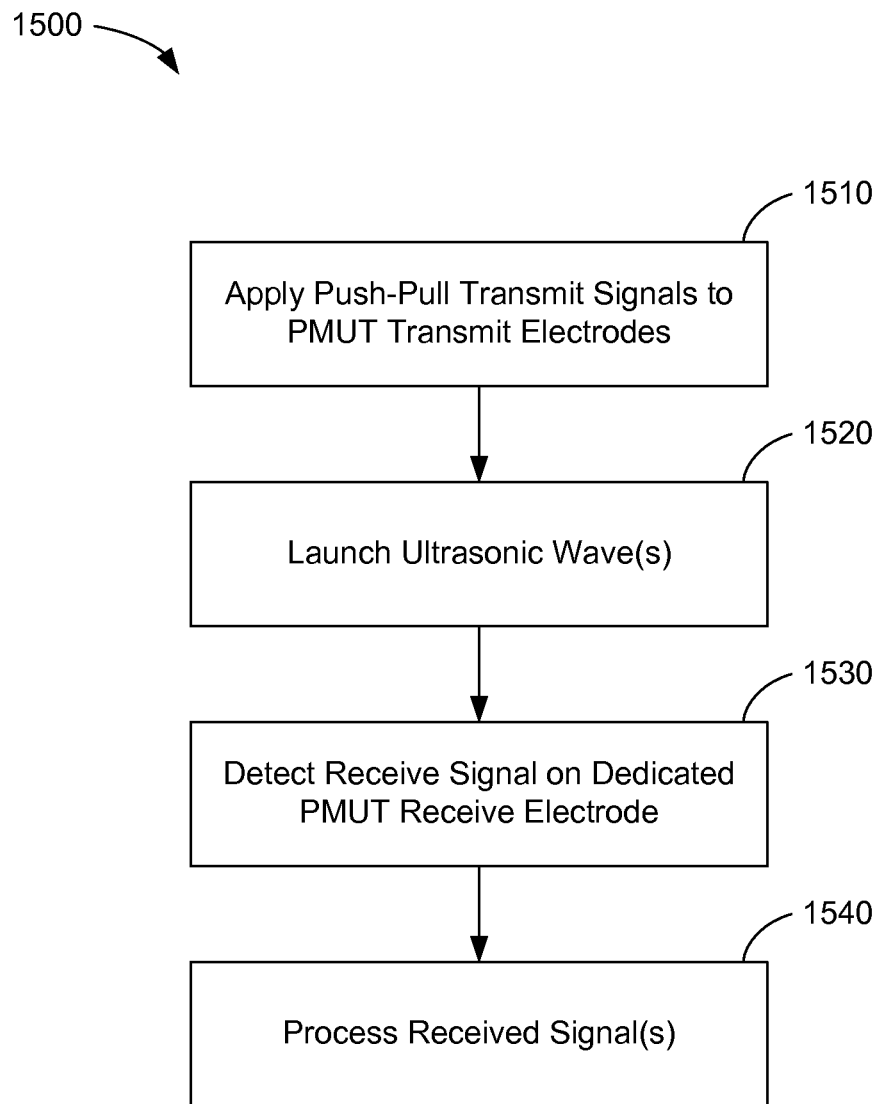 1500
1510
Apply Push-Pull Transmit Signals to
PMUT Transmit Electrodes
1520
Launch Ultrasonic Wave(s)
1530
Detect Receive Signal on Dedicated
PMUT Receive Electrode
1540
Process Received Signal(s)